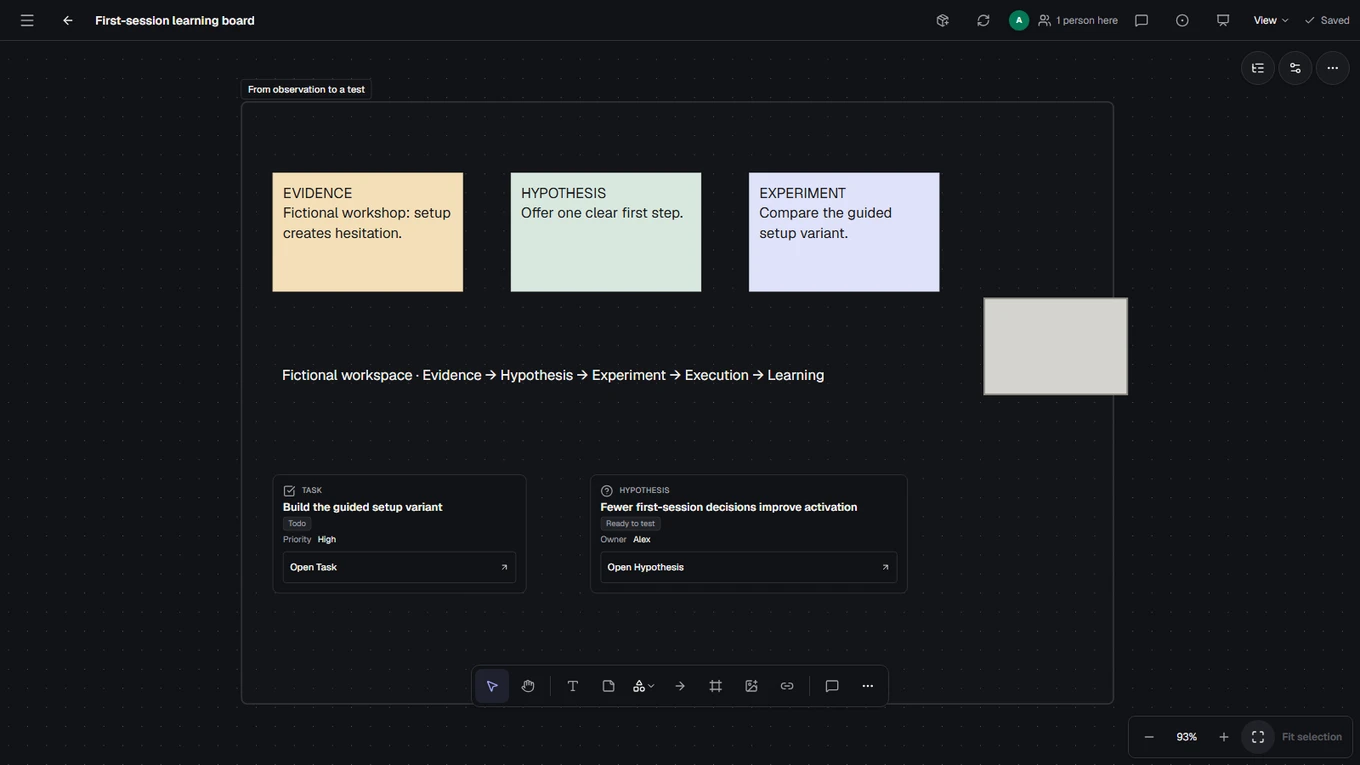 First-session learning board
A
1 person here
View
Saved
From observation to a test
EVIDENCE
Fictional workshop: setup
creates hesitation.
HYPOTHESIS
Offer one clear first step.
EXPERIMENT
Compare the guided
setup variant.
Fictional workspace · Evidence → Hypothesis → Experiment → Execution → Learning
TASK
Build the guided setup variant
Todo
Priority High
Open Task
HYPOTHESIS
Fewer first-session decisions improve activation
Ready to test
Owner Alex
Open Hypothesis
93%
Fit selection